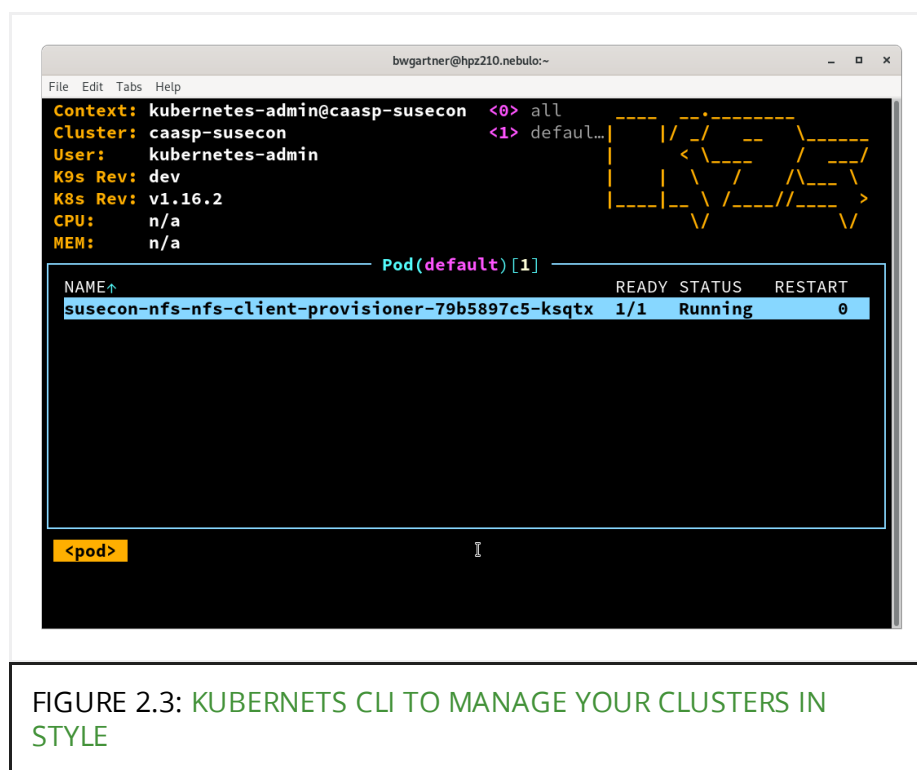 bwgartner@hpz210.nebulo:~
File Edit Tabs Help
Context: kubernetes-admin@caasp-susecon <0> all
Cluster: caasp-susecon <1> defaul…
User: kubernetes-admin
K9s Rev: dev
K8s Rev: v1.16.2
CPU: n/a
MEM: n/a
K9s
Pod(default)[1]
NAME↑ READY STATUS RESTART
susecon-nfs-nfs-client-provisioner-79b5897c5-ksqtx 1/1 Running 0
<pod>
FIGURE 2.3: KUBERNETS CLI TO MANAGE YOUR CLUSTERS IN
STYLE